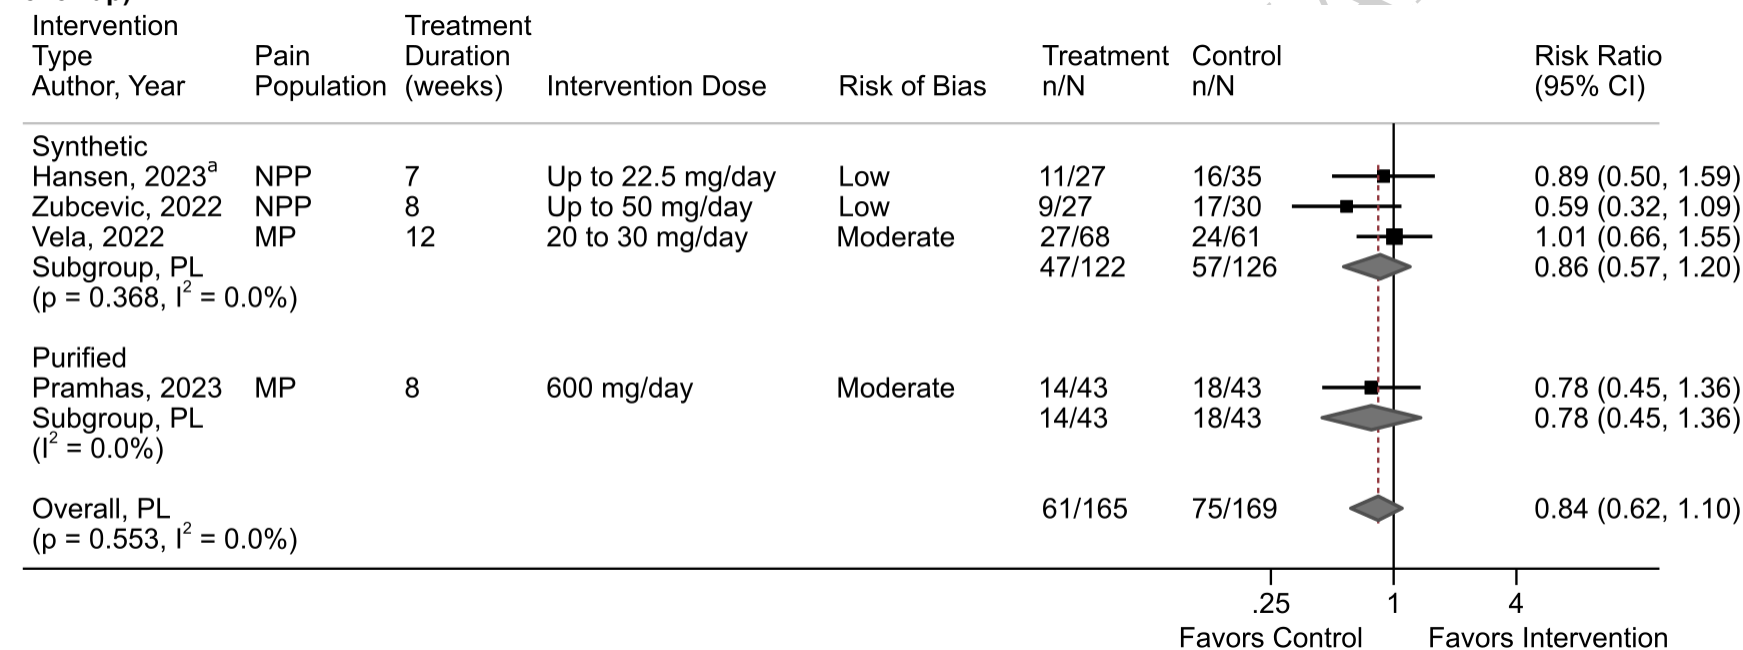 Intervention Treatment
Type Pain Duration Treatment Control Risk Ratio
Author, Year Population (weeks) Intervention Dose Risk of Bias n/N n/N (95% CI)
Synthetic
Hansen, 2023ᵃ NPP 7 Up to 22.5 mg/day Low 11/27 16/35 0.89 (0.50, 1.59)
Zubcevic, 2022 NPP 8 Up to 50 mg/day Low 9/27 17/30 0.59 (0.32, 1.09)
Vela, 2022 MP 12 20 to 30 mg/day Moderate 27/68 24/61 1.01 (0.66, 1.55)
Subgroup, PL 47/122 57/126 0.86 (0.57, 1.20)
(p = 0.368, I² = 0.0%)
Purified
Pramhas, 2023 MP 8 600 mg/day Moderate 14/43 18/43 0.78 (0.45, 1.36)
Subgroup, PL 14/43 18/43 0.78 (0.45, 1.36)
(I² = 0.0%)
Overall, PL 61/165 75/169 0.84 (0.62, 1.10)
(p = 0.553, I² = 0.0%)
.25 1 4
Favors Control Favors Intervention